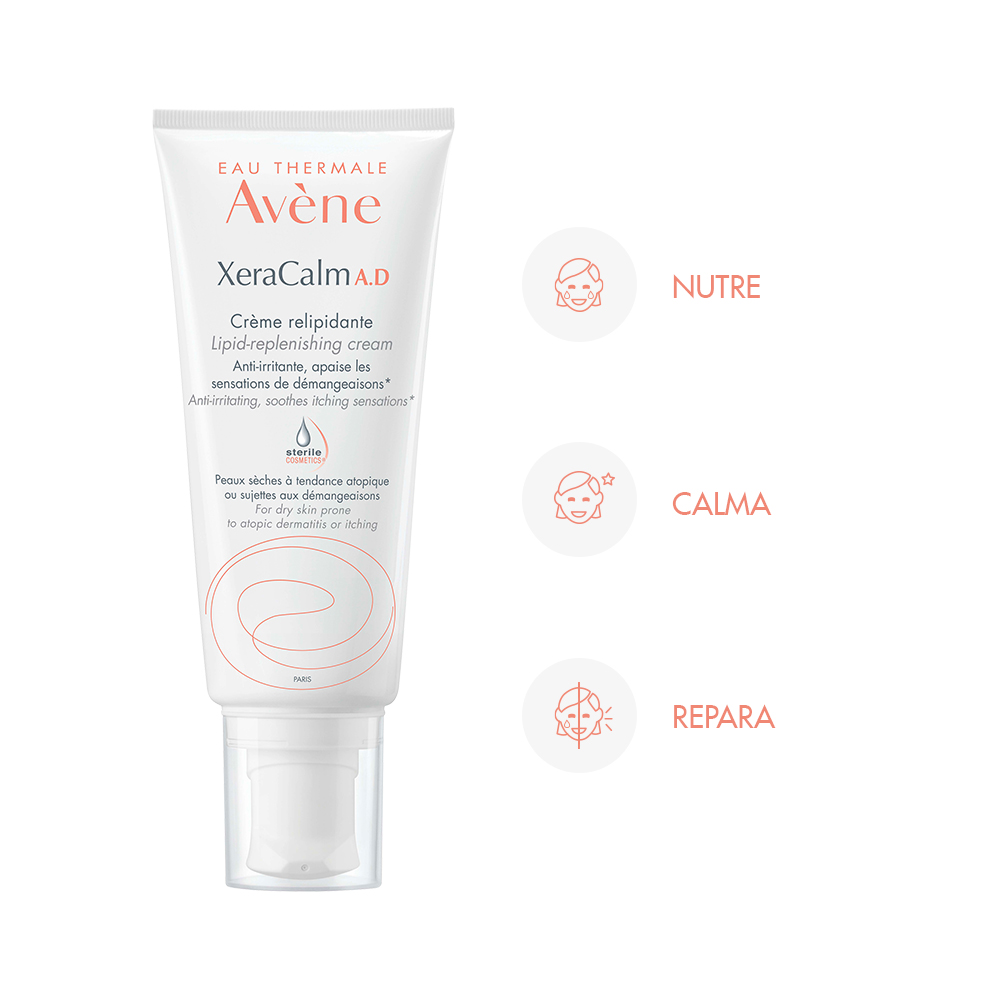 EAU THERMALE
Avène
XeraCalm A.D
Crème relipidante
Lipid-replenishing cream
Anti-irritante, apaise les
sensations de démangeaisons*
Anti-irritating, soothes itching sensations*
sterile
COSMETICS®
Peaux sèches à tendance atopique
ou sujettes aux démangeaisons
For dry skin prone
to atopic dermatitis or itching
PARIS
NUTRE
CALMA
REPARA